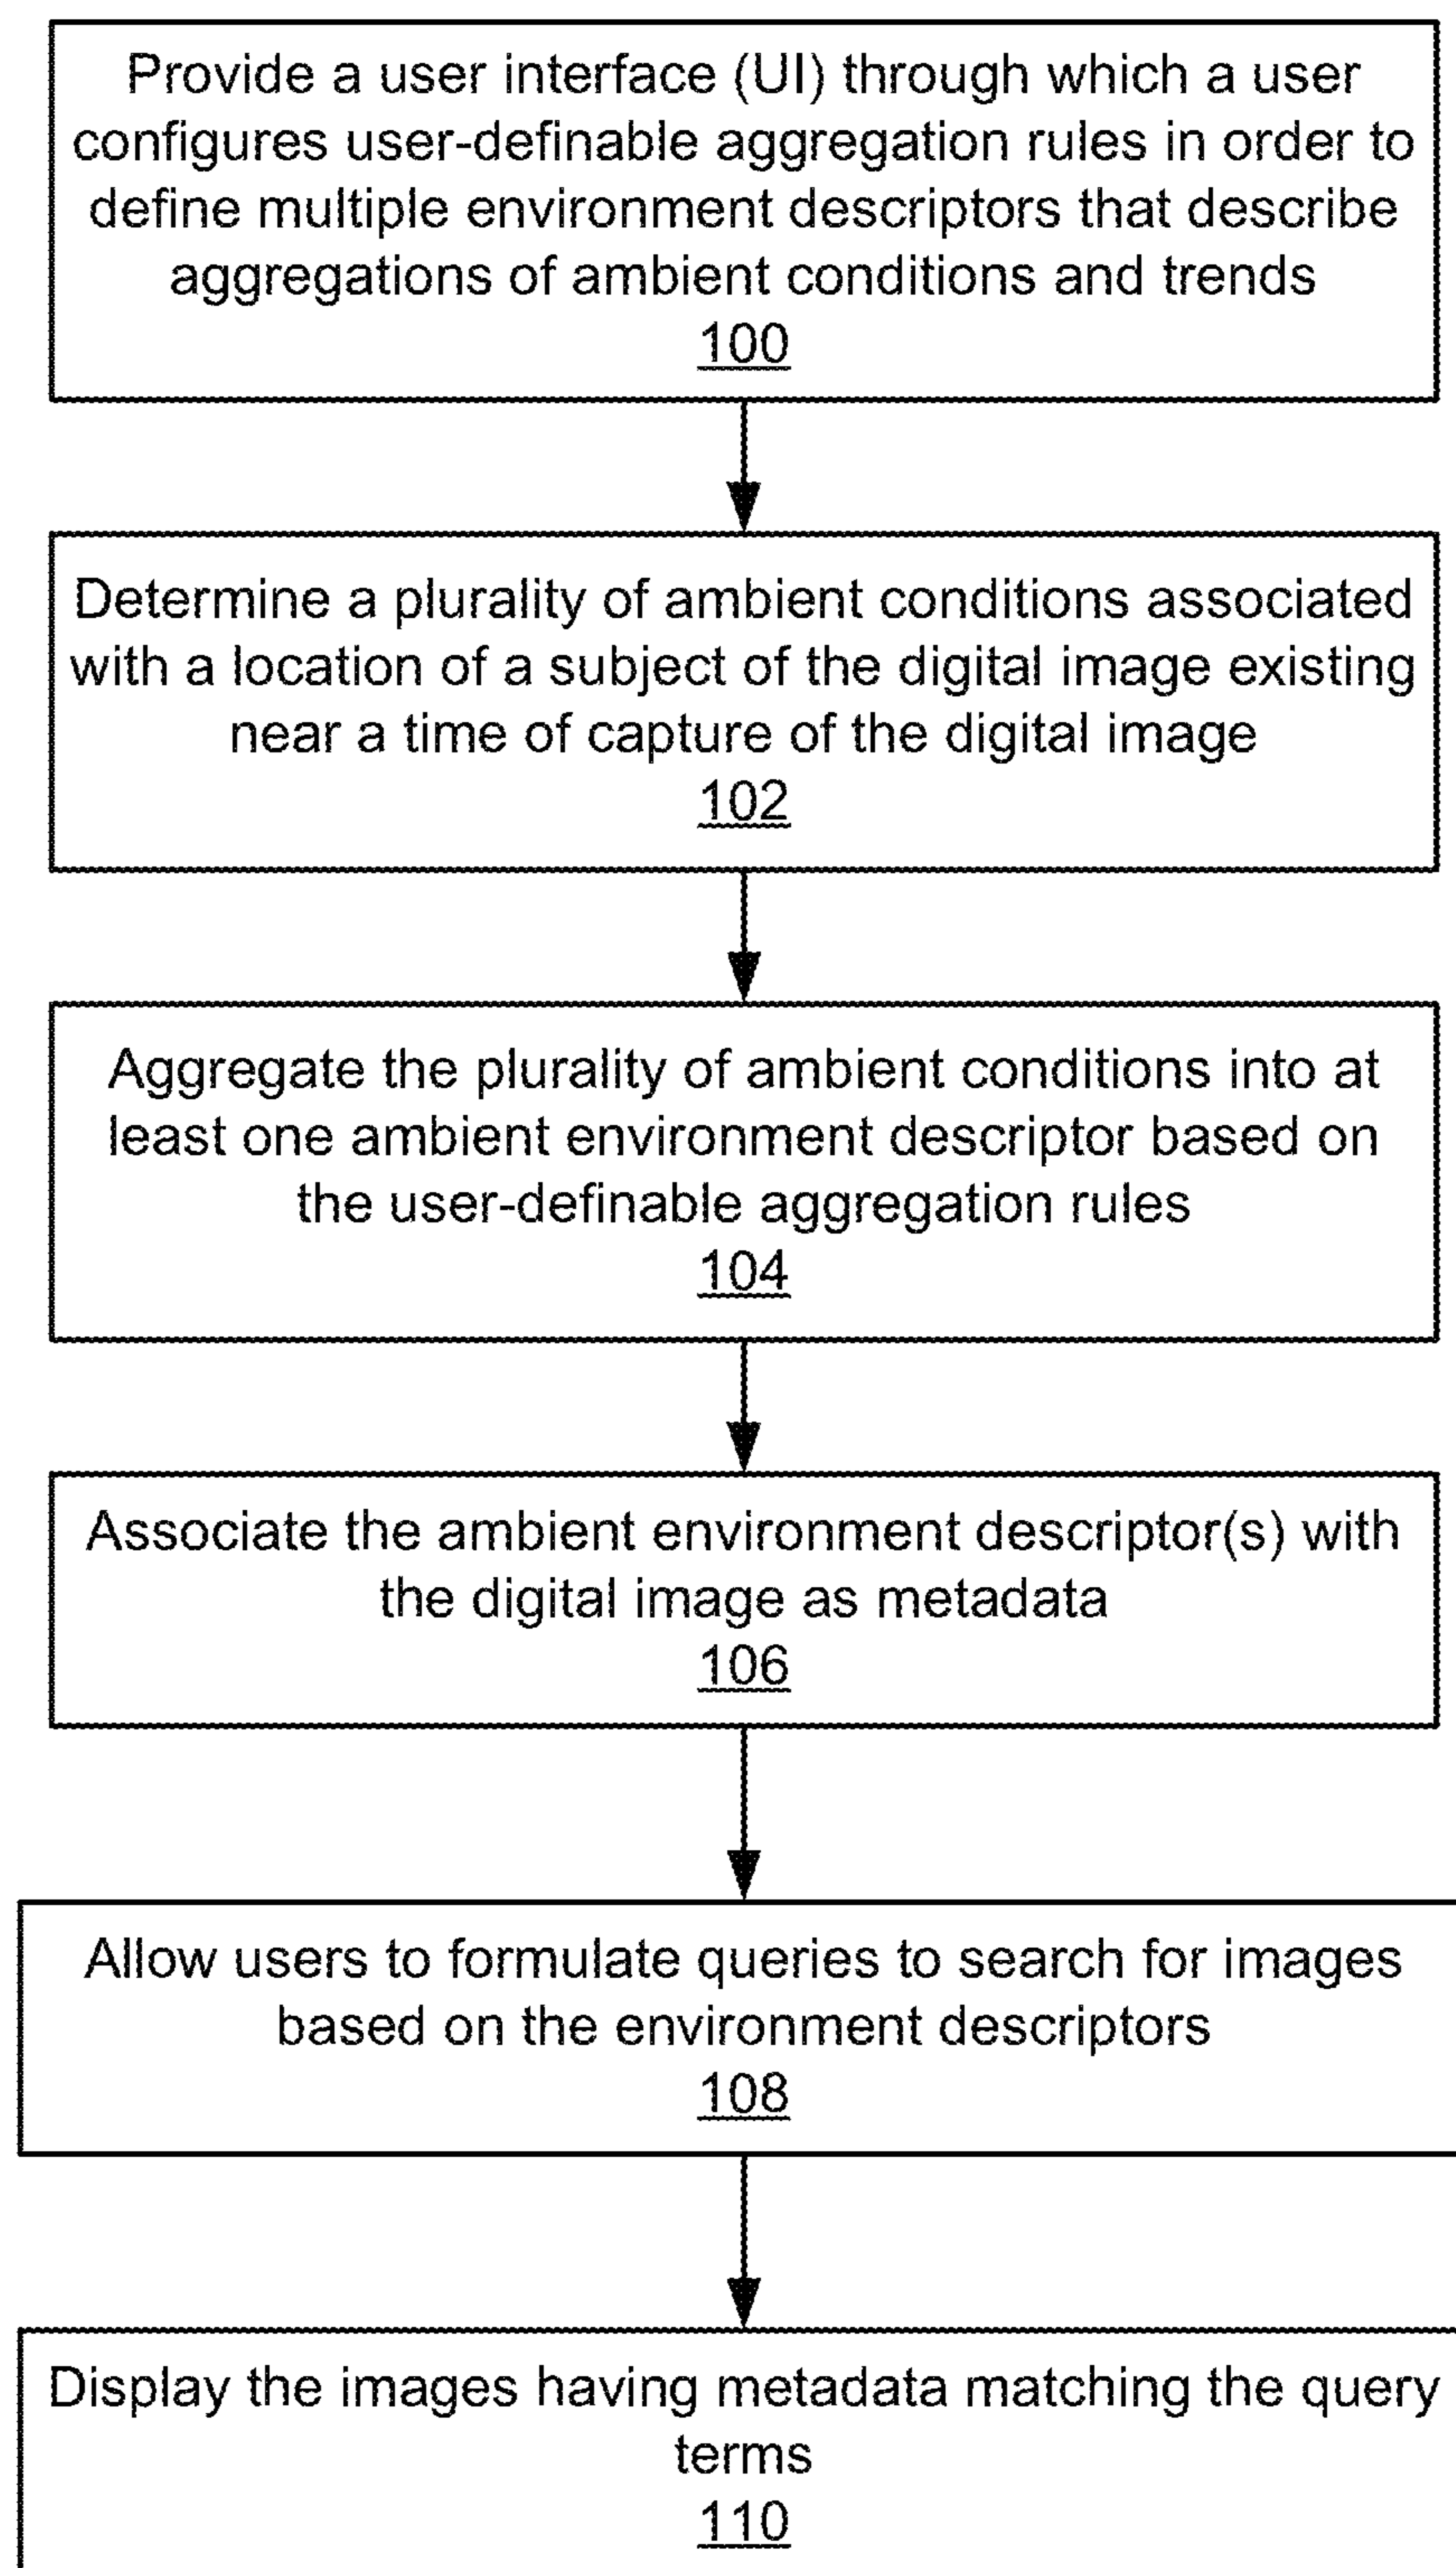 Provide a user interface (UI) through which a user
configures user-definable aggregation rules in order to
define multiple environment descriptors that describe
aggregations of ambient conditions and trends
100
Determine a plurality of ambient conditions associated
with a location of a subject of the digital image existing
near a time of capture of the digital image
102
Aggregate the plurality of ambient conditions into at
least one ambient environment descriptor based on
the user-definable aggregation rules
104
Associate the ambient environment descriptor(s) with
the digital image as metadata
106
Allow users to formulate queries to search for images
based on the environment descriptors
108
Display the images having metadata matching the query
terms
110